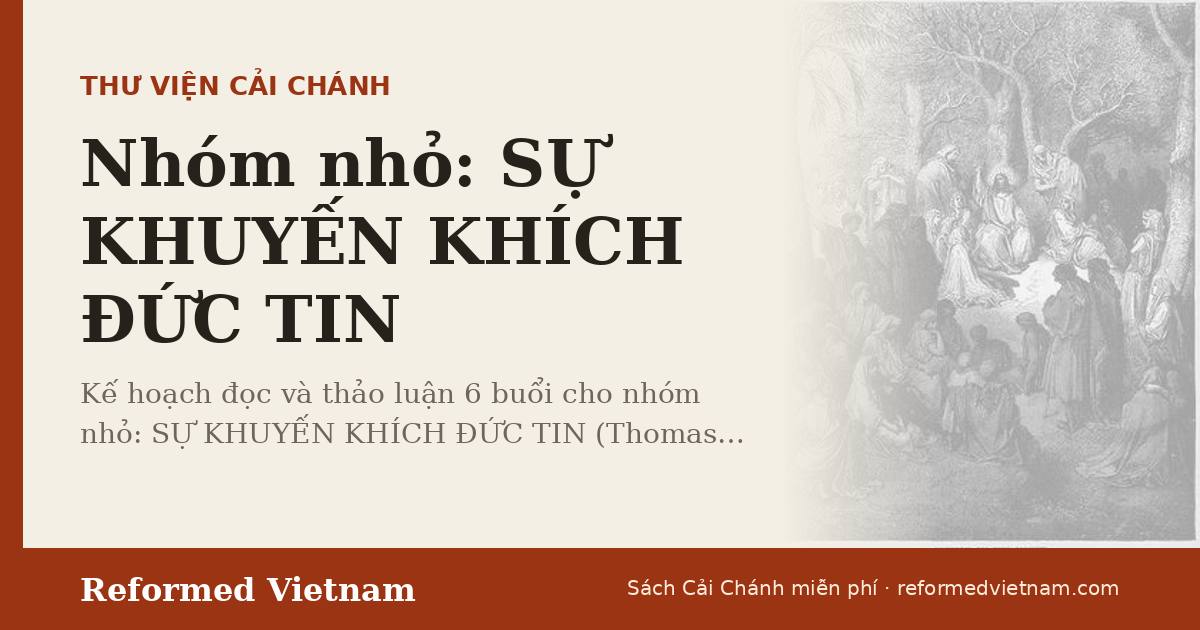 THƯ VIỆN CẢI CHÁNH
Nhóm nhỏ: SỰ
KHUYẾN KHÍCH
ĐỨC TIN
Kế hoạch đọc và thảo luận 6 buổi cho nhóm
nhỏ: SỰ KHUYẾN KHÍCH ĐỨC TIN (Thomas…
Reformed Vietnam
Sách Cải Chánh miễn phí · reformedvietnam.com